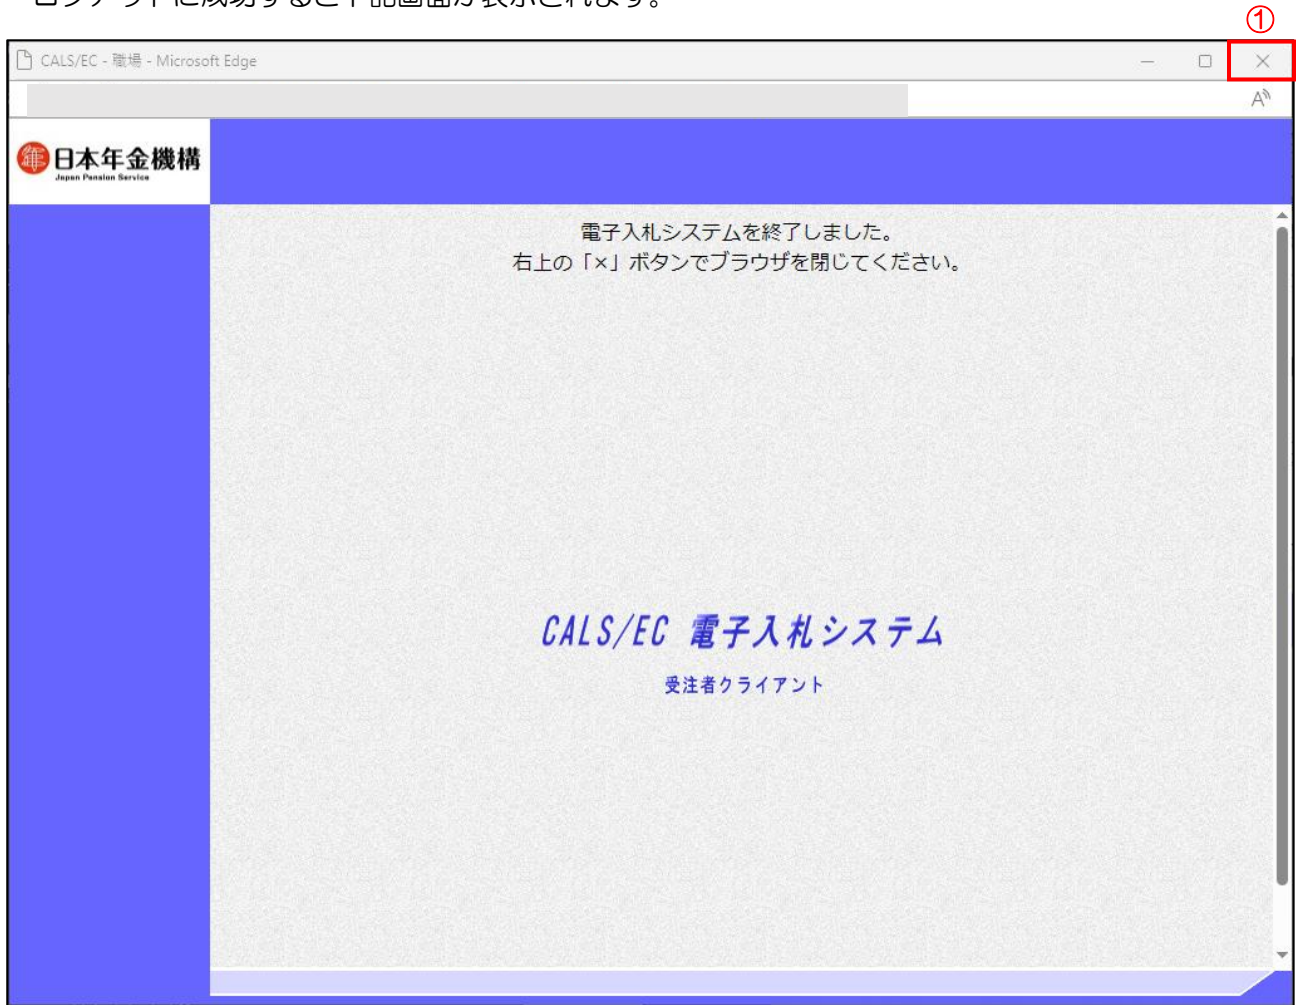 ログアウトに成功すると下記画面が表示されます。
①
CALS/EC - 職場 - Microsoft Edge
A
年 日本年金機構
Japan Pension Service
電子入札システムを終了しました。
右上の「×」ボタンでブラウザを閉じてください。
CALS/EC 電子入札システム
受注者クライアント